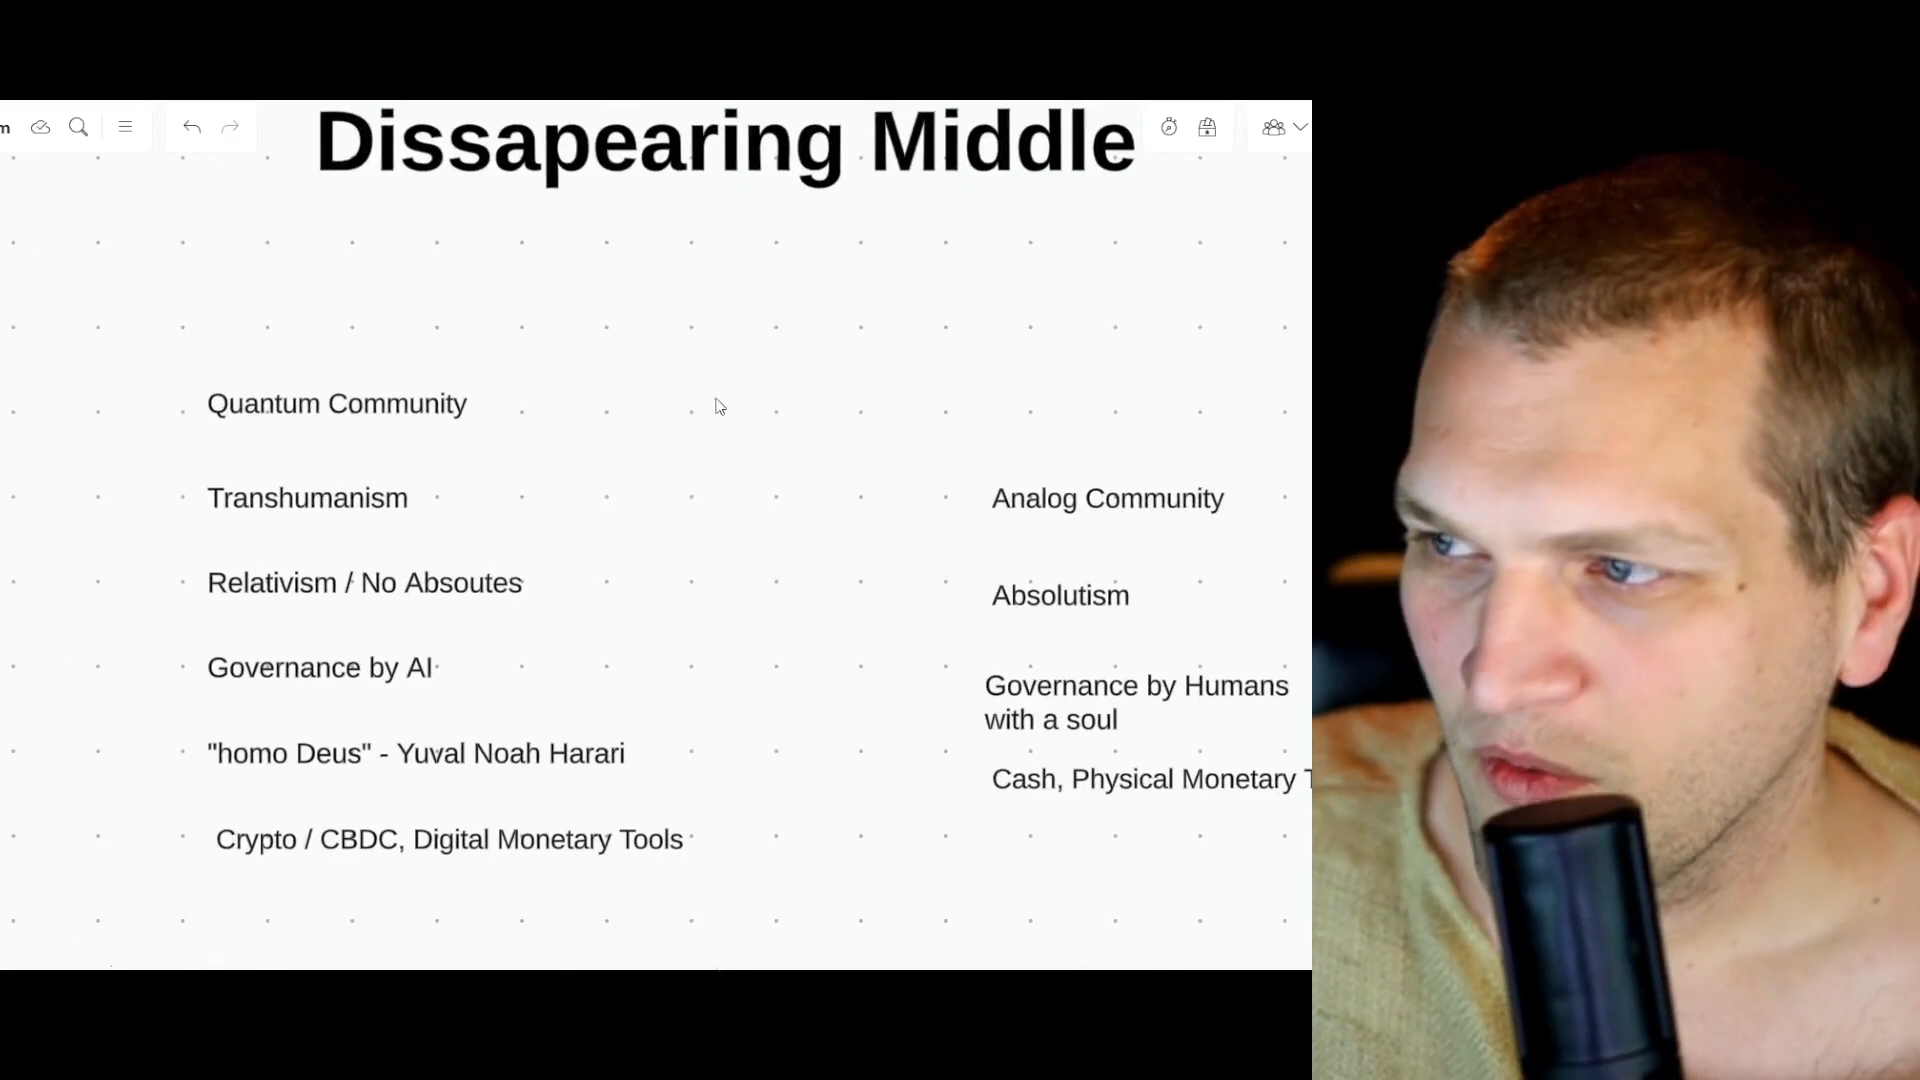 m
Dissapearing Middle
Quantum Community
Transhumanism
Relativism / No Absoutes
Governance by AI
"homo Deus" - Yuval Noah Harari
Crypto / CBDC, Digital Monetary Tools
Analog Community
Absolutism
Governance by Humans
with a soul
Cash, Physical Monetary T